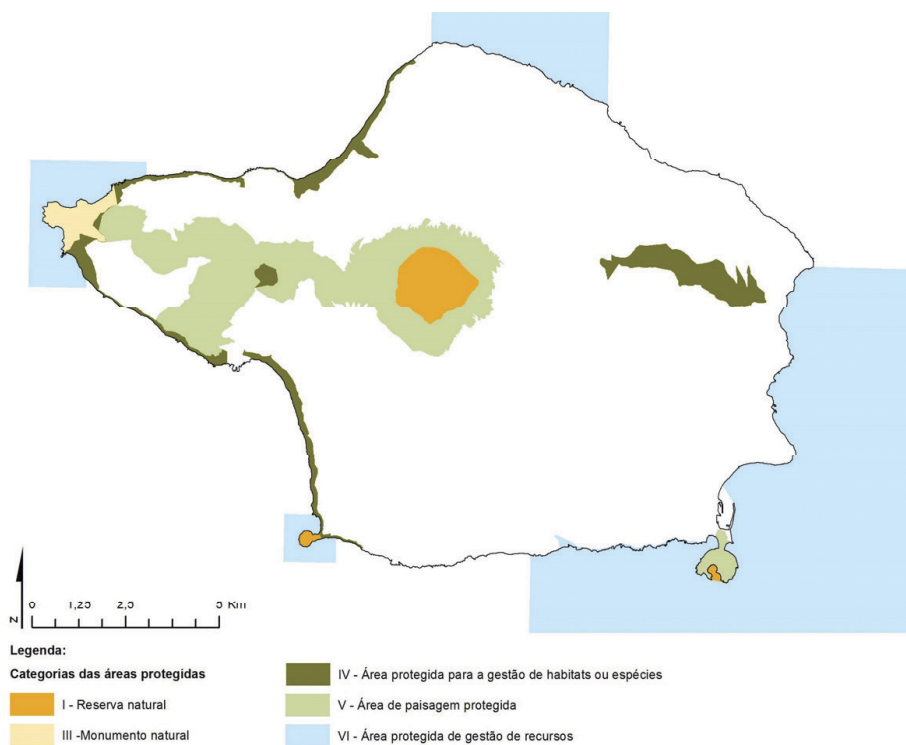 N
0 1,25 2,5 5 Km
Legenda:
Categorias das áreas protegidas
I - Reserva natural
III -Monumento natural
IV - Área protegida para a gestão de habitats ou espécies
V - Área de paisagem protegida
VI - Área protegida de gestão de recursos